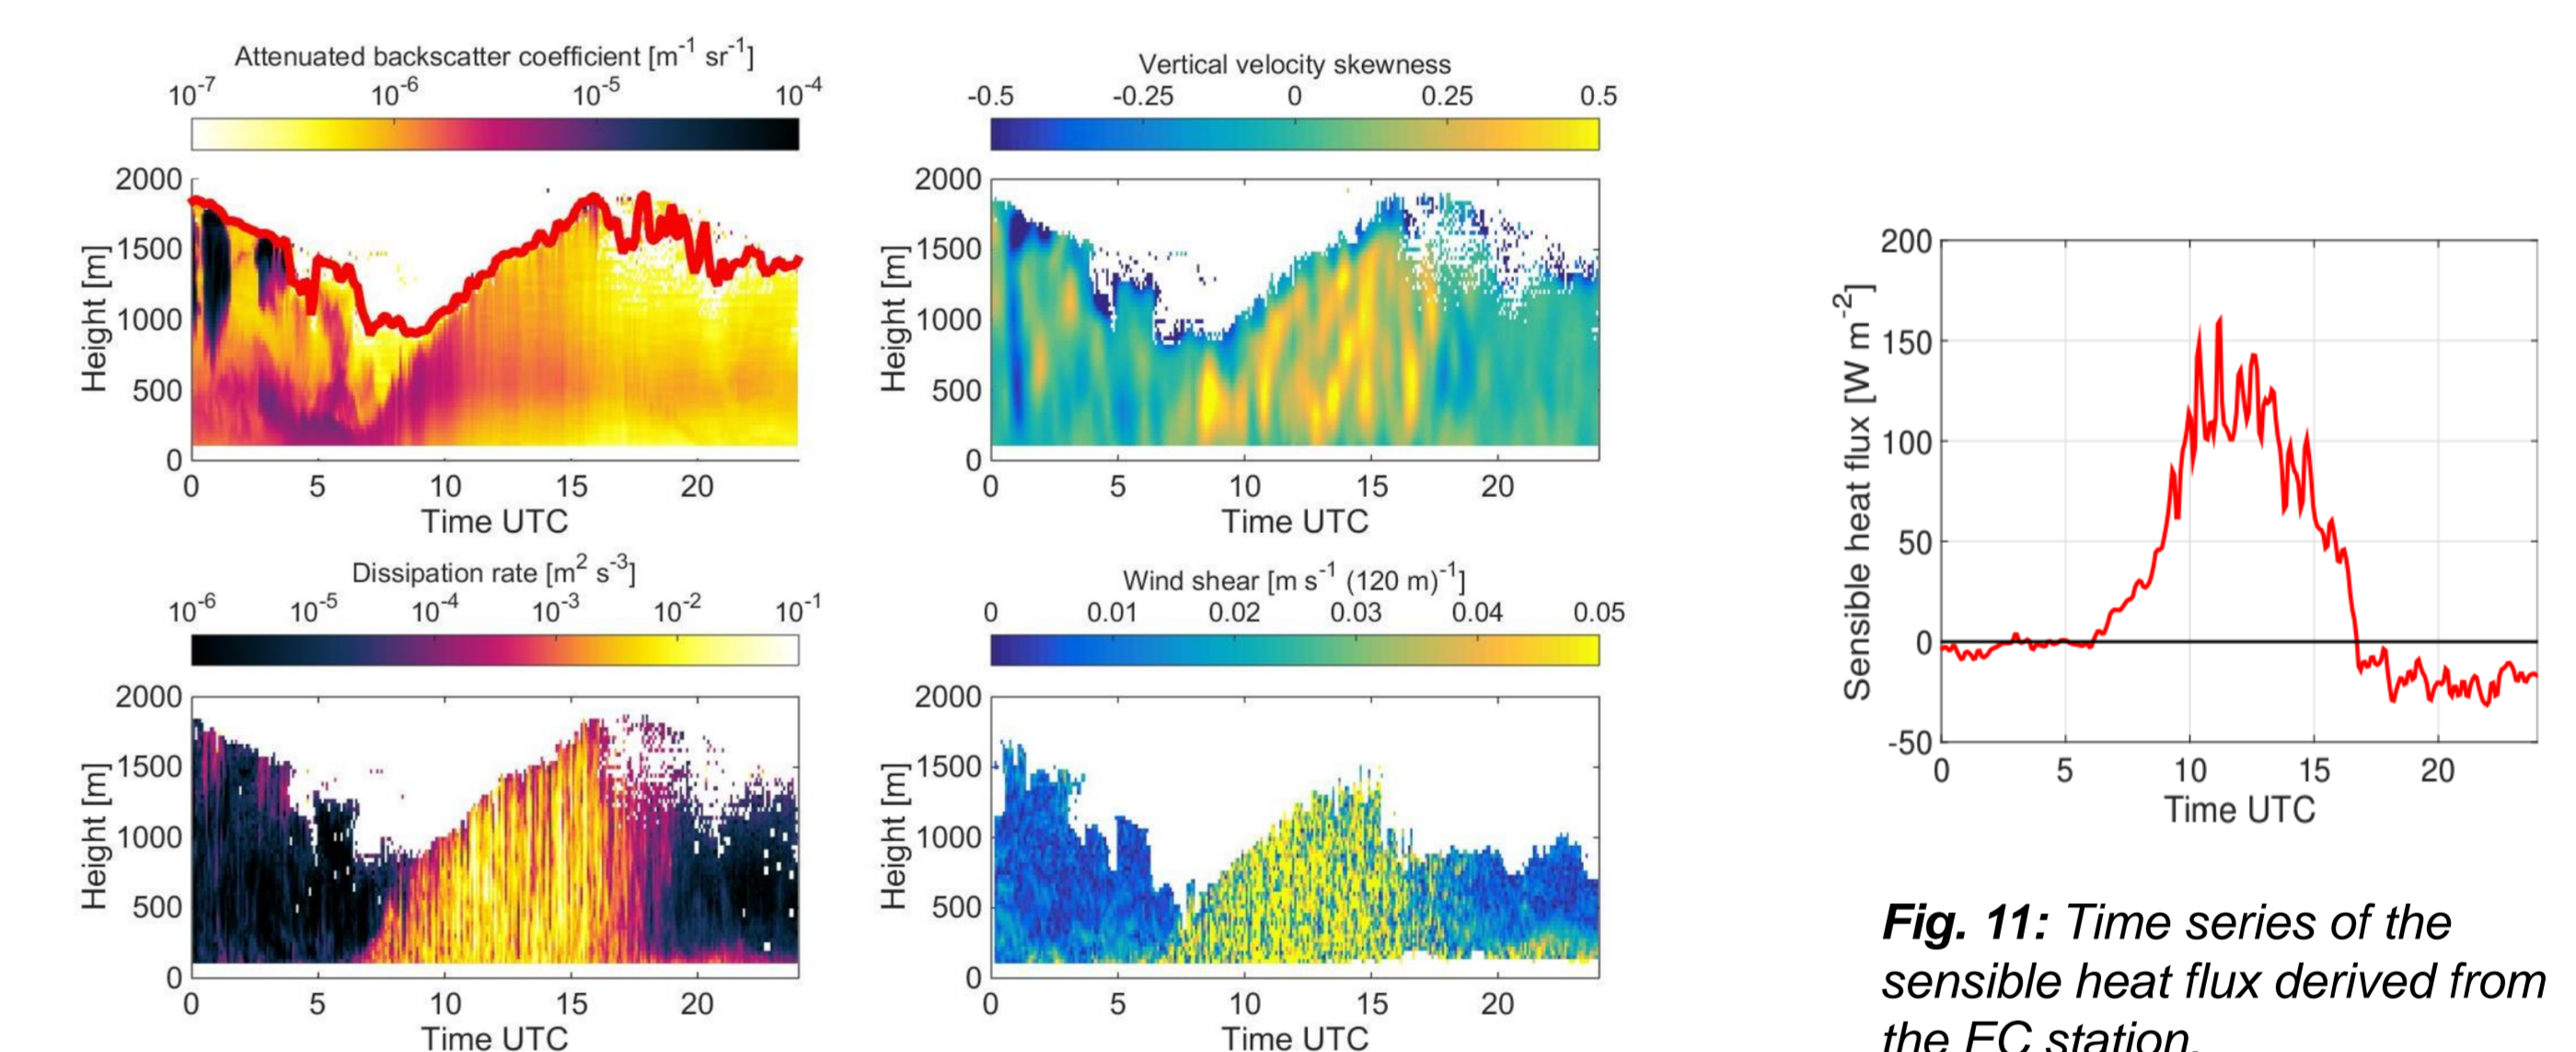 Attenuated backscatter coefficient [m-1 sr-1]
10-7 10-6 10-5 10-4
2000
1500
1000
500
0
Height [m]
0 5 10 15 20
Time UTC
Vertical velocity skewness
-0.5 -0.25 0 0.25 0.5
2000
1500
1000
500
0
Height [m]
0 5 10 15 20
Time UTC
Dissipation rate [m2 s-3]
10-6 10-5 10-4 10-3 10-2 10-1
2000
1500
1000
500
0
Height [m]
0 5 10 15 20
Time UTC
Wind shear [m s-1 (120 m)-1]
0 0.01 0.02 0.03 0.04 0.05
2000
1500
1000
500
0
Height [m]
0 5 10 15 20
Time UTC
200
150
100
50
0
-50
Sensible heat flux [W m-2]
0 5 10 15 20
Time UTC
Fig. 11: Time series of the
sensible heat flux derived from
the EC station.